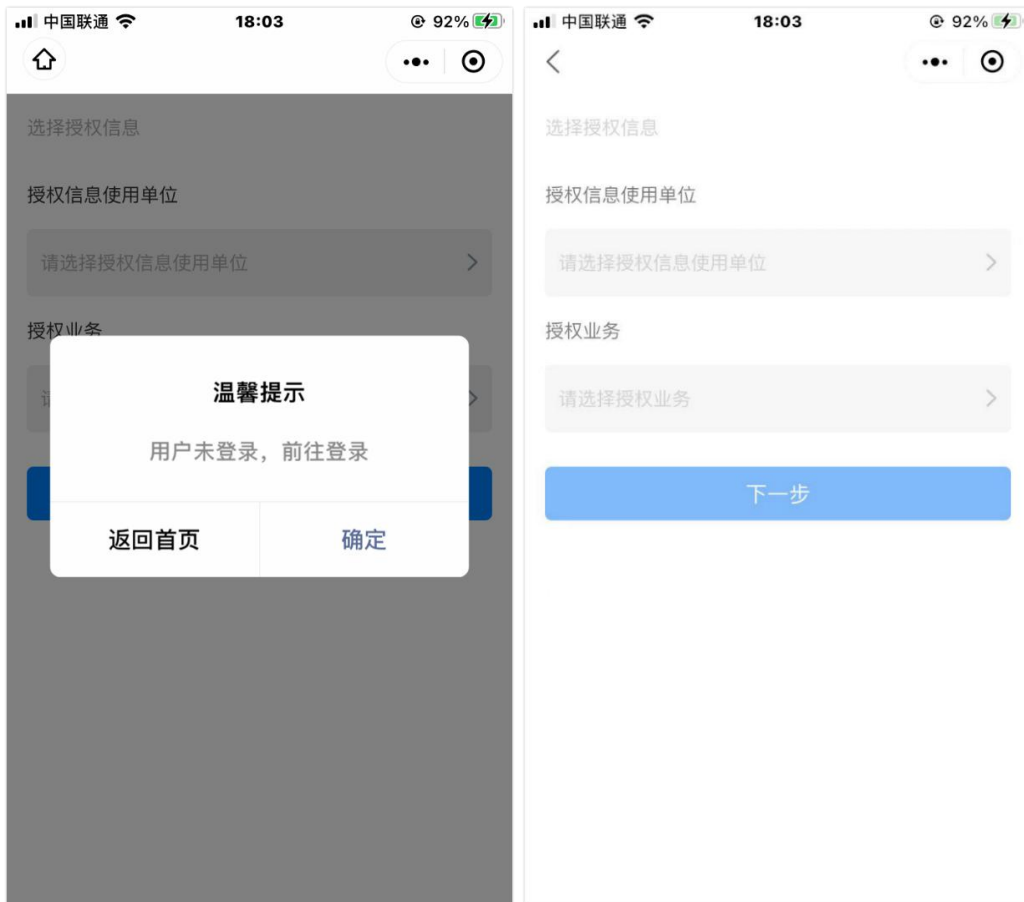 中国联通
18:03
92%
选择授权信息
授权信息使用单位
请选择授权信息使用单位
授权业务
温馨提示
用户未登录，前往登录
返回首页
确定
中国联通
18:03
92%
选择授权信息
授权信息使用单位
请选择授权信息使用单位
授权业务
请选择授权业务
下一步